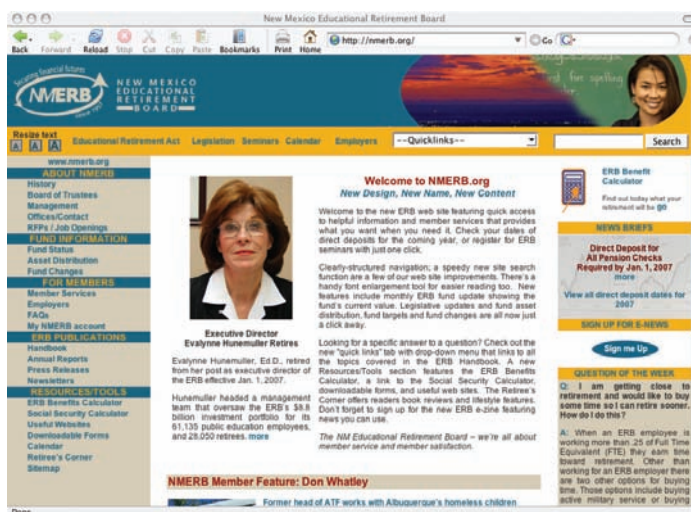 New Mexico Educational Retirement Board
Back Forward Reload Stop Cut Copy Paste Bookmarks Print Home http://nmerb.org/ Go
Securing financial futures
NMERB
since 1957
NEW MEXICO
EDUCATIONAL
RETIREMENT
BOARD
Resize text
A A A
Educational Retirement Act Legislation Seminars Calendar Employers --Quicklinks-- Search
www.nmerb.org
ABOUT NMERB
History
Board of Trustees
Management
Offices/Contact
RFPs / Job Openings
FUND INFORMATION
Fund Status
Asset Distribution
Fund Changes
FOR MEMBERS
Member Services
Employers
FAQs
My NMERB account
ERB PUBLICATIONS
Handbook
Annual Reports
Press Releases
Newsletters
RESOURCES/TOOLS
ERB Benefits Calculator
Social Security Calculator
Useful Websites
Downloadable Forms
Calendar
Retiree's Corner
Sitemap
Executive Director
Evalynne Hunemuller Retires
Evalynne Hunemuller, Ed.D., retired
from her post as executive director of
the ERB effective Jan. 1, 2007.
Hunemuller headed a management
team that oversaw the ERB's $8.8
billion investment portfolio for its
61,135 public education employees,
and 28,050 retirees. more
Welcome to NMERB.org
New Design, New Name, New Content
Welcome to the new ERB web site featuring quick access
to helpful information and member services that provides
what you want when you need it. Check your dates of
direct deposits for the coming year, or register for ERB
seminars with just one click.
Clearly-structured navigation; a speedy new site search
function are a few of our web site improvements. There's a
handy font enlargement tool for easier reading too. New
features include monthly ERB fund update showing the
fund's current value. Legislative updates and fund asset
distribution, fund targets and fund changes are all now just
a click away.
Looking for a specific answer to a question? Check out the
new "quick links" tab with drop-down menu that links to all
the topics covered in the ERB Handbook. A new
Resources/Tools section features the ERB Benefits
Calculator, a link to the Social Security Calculator,
downloadable forms, and useful web sites. The Retiree's
Corner offers readers book reviews and lifestyle features.
Don't forget to sign up for the new ERB e-zine featuring
news you can use.
The NM Educational Retirement Board – we're all about
member service and member satisfaction.
NMERB Member Feature: Don Whatley
Former head of ATF works with Albuquerque's homeless children
ERB Benefit
Calculator
Find out today what your
retirement will be go
NEWS BRIEFS
Direct Deposit for
All Pension Checks
Required by Jan. 1, 2007
more
View all direct deposit dates for
2007
SIGN UP FOR E-NEWS
Sign me Up
QUESTION OF THE WEEK
Q: I am getting close to
retirement and would like to buy
some time so I can retire sooner.
How do I do this?
A: When an ERB employee is
working more than .25 of Full Time
Equivalent (FTE) they earn time
toward retirement. Other than
working for an ERB employer there
are two other options for buying
time. Those options include buying
active military service or buying